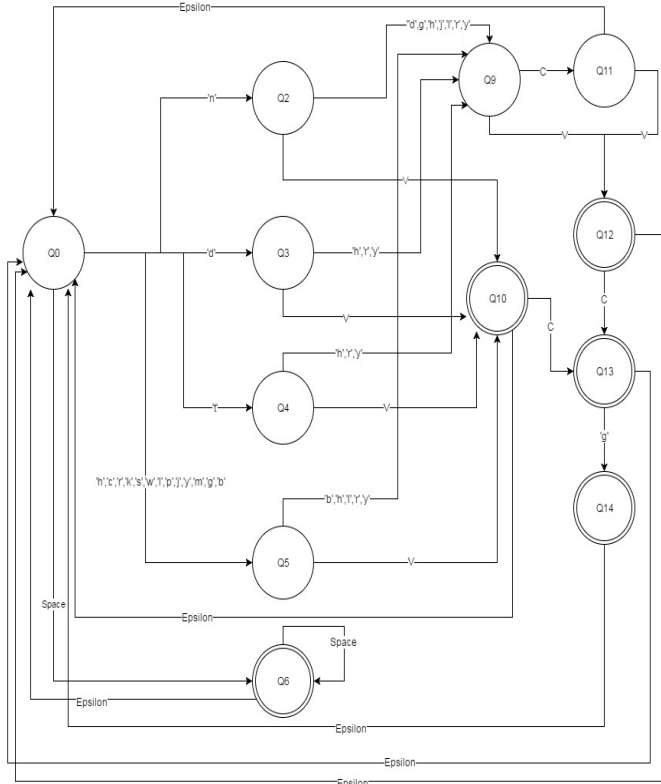 Epsilon
''d',g','h',j','l','r',y'
Q2
Q9
C
Q11
'n'
V
V
V
Q0
'd'
Q3
'h','r','y'
Q12
Q10
V
C
C
'h','r','y'
Q13
't'
Q4
V
'g'
'h','c','r','k','s','w','l','p','j','y','m','g','b'
'b','h','l','r','y'
Q14
Q5
V
Space
Epsilon
Space
Q6
Epsilon
Epsilon
Epsilon
Epsilon